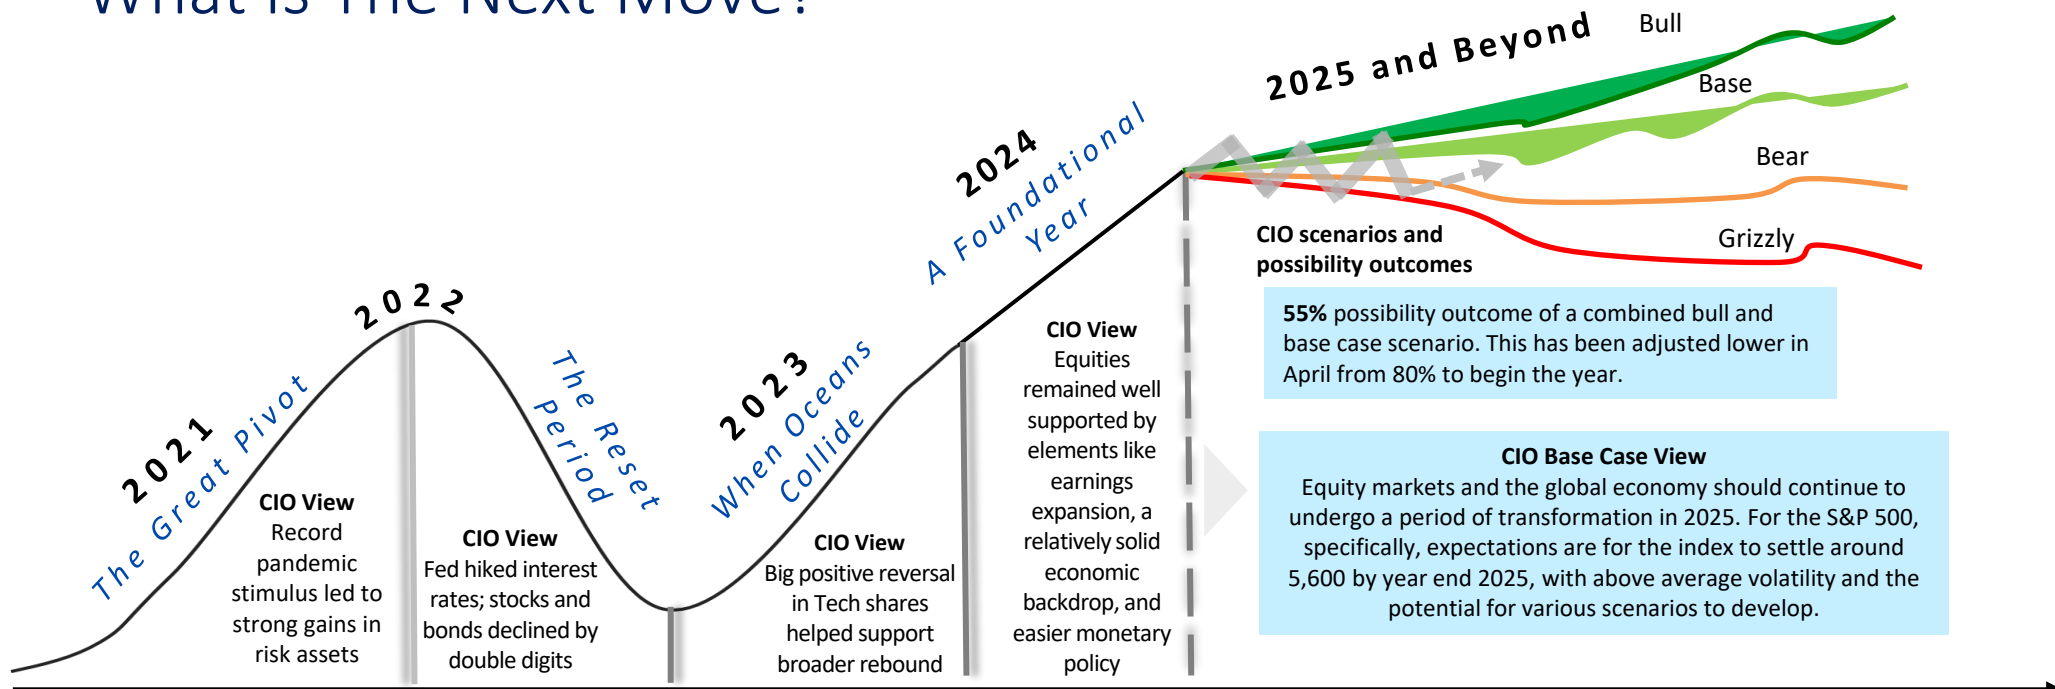 What Is The Next Move?
2021
The Great Pivot
CIO View
Record
pandemic
stimulus led to
strong gains in
risk assets
2022
The Reset
Period
CIO View
Fed hiked interest
rates; stocks and
bonds declined by
double digits
2023
When Oceans
Collide
CIO View
Big positive reversal
in Tech shares
helped support
broader rebound
2024
A Foundational
Year
CIO View
Equities
remained well
supported by
elements like
earnings
expansion, a
relatively solid
economic
backdrop, and
easier monetary
policy
2025 and Beyond
Bull
Base
Bear
Grizzly
CIO scenarios and
possibility outcomes
55% possibility outcome of a combined bull and
base case scenario. This has been adjusted lower in
April from 80% to begin the year.
CIO Base Case View
Equity markets and the global economy should continue to
undergo a period of transformation in 2025. For the S&P 500,
specifically, expectations are for the index to settle around
5,600 by year end 2025, with above average volatility and the
potential for various scenarios to develop.